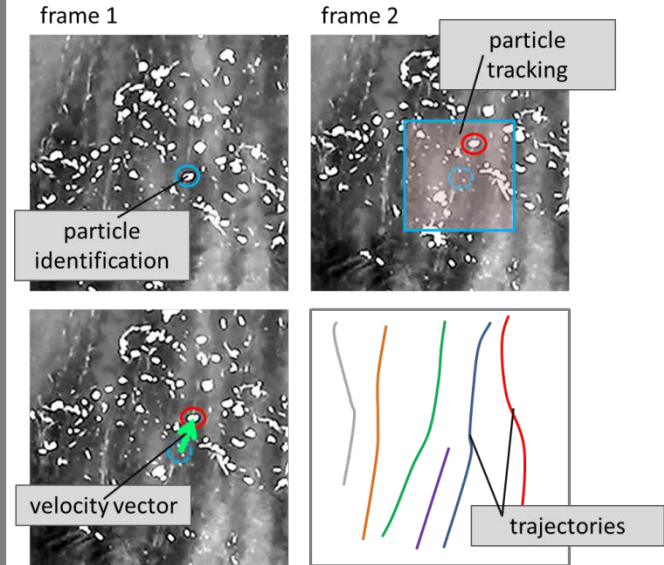 frame 1
frame 2
particle
tracking
particle
identification
velocity vector
trajectories